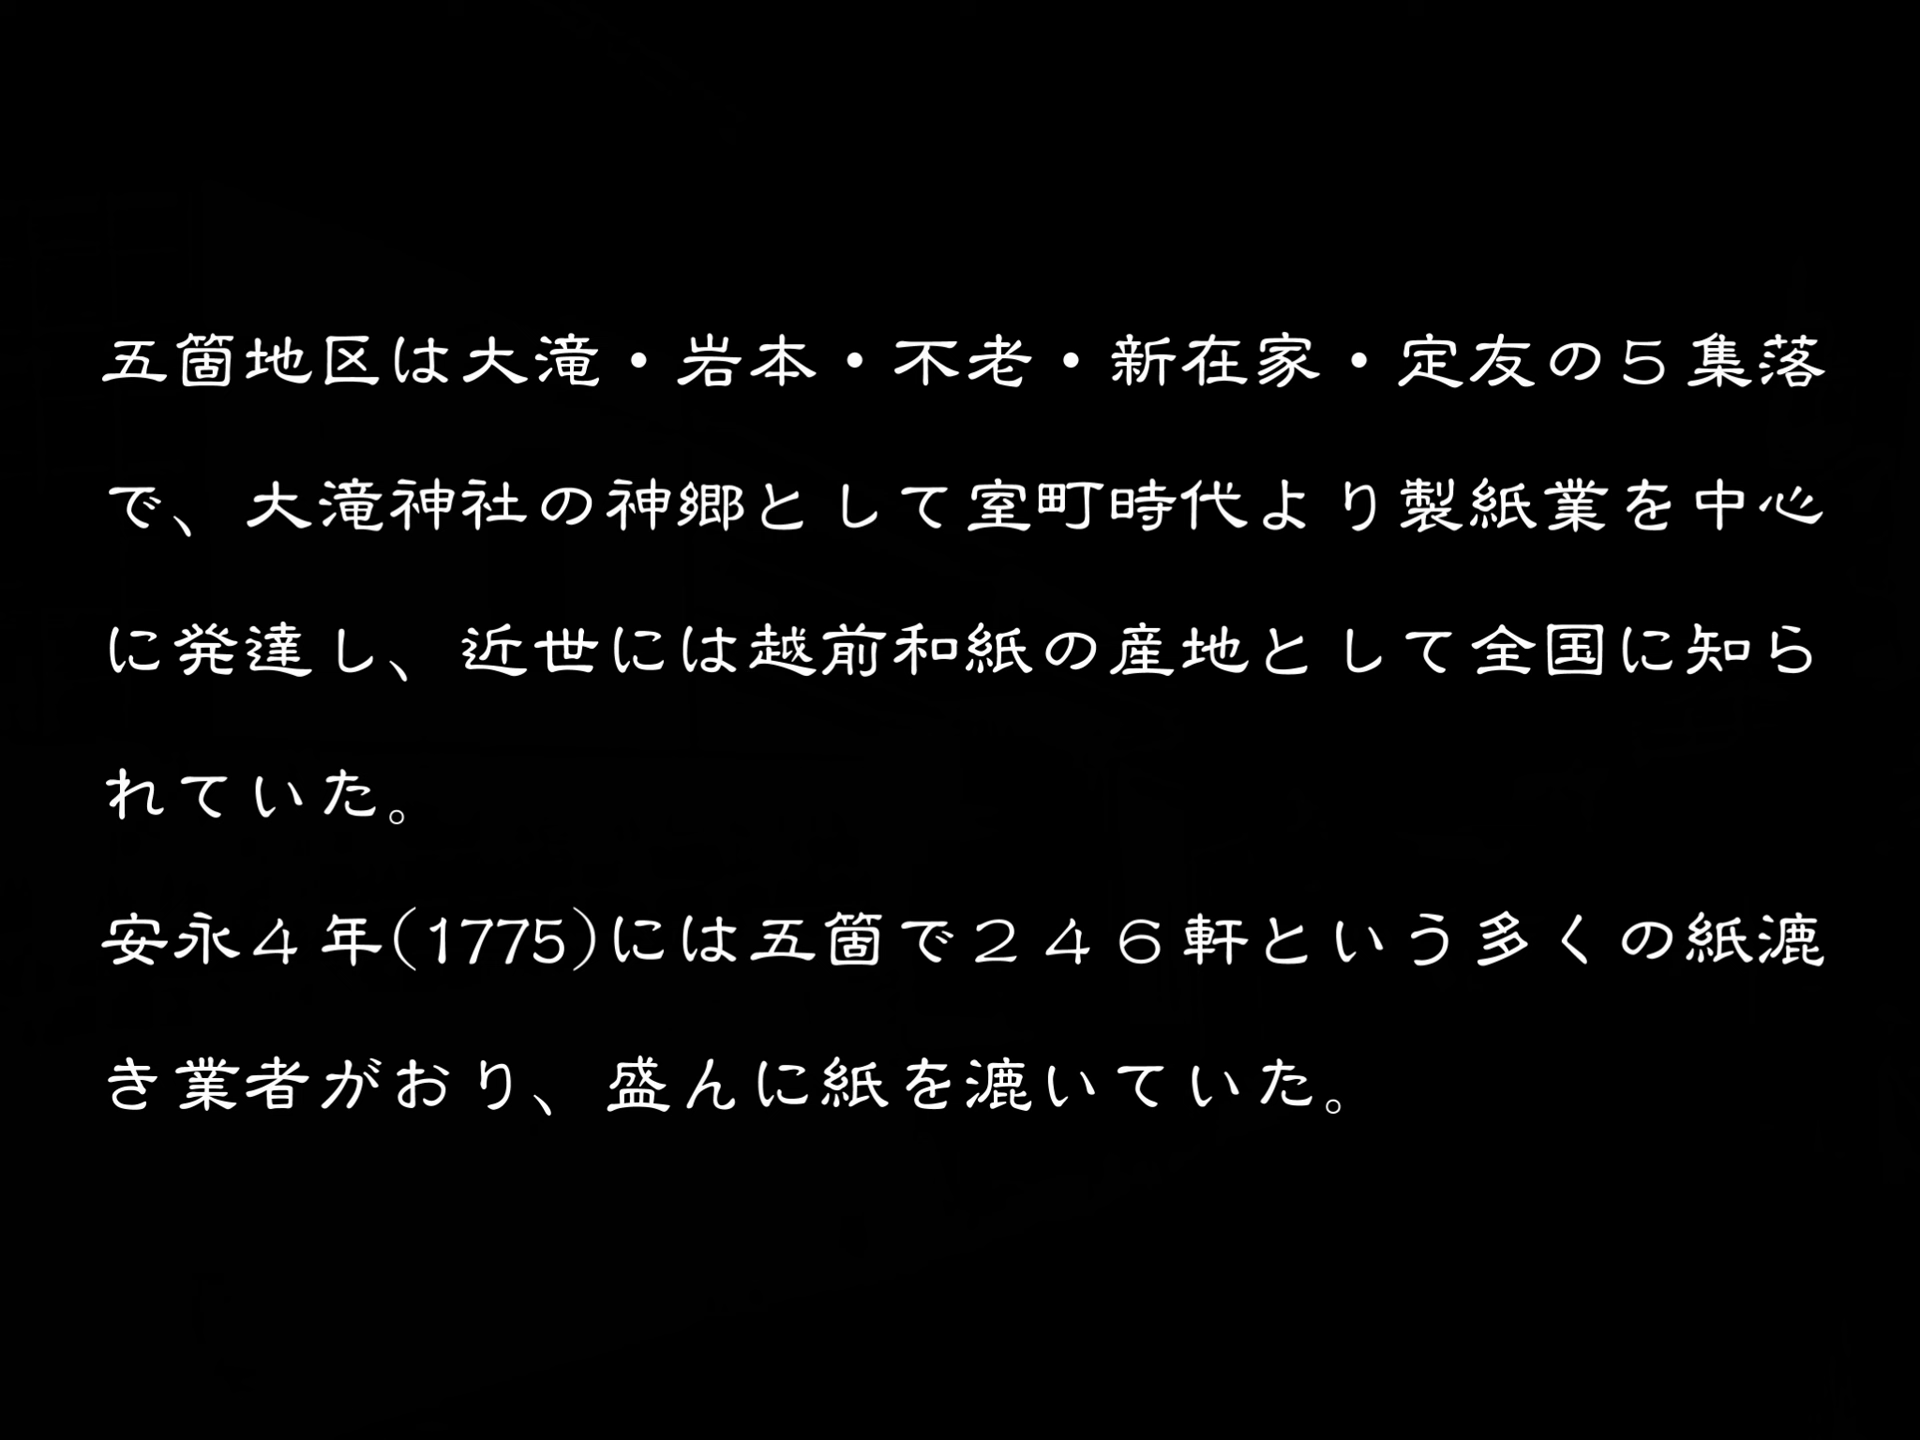 五箇地区は大滝・岩本・不老・新在家・定友の５集落
で、大滝神社の神郷として室町時代より製紙業を中心
に発達し、近世には越前和紙の産地として全国に知ら
れていた。
安永４年(1775)には五箇で２４６軒という多くの紙漉
き業者がおり、盛んに紙を漉いていた。